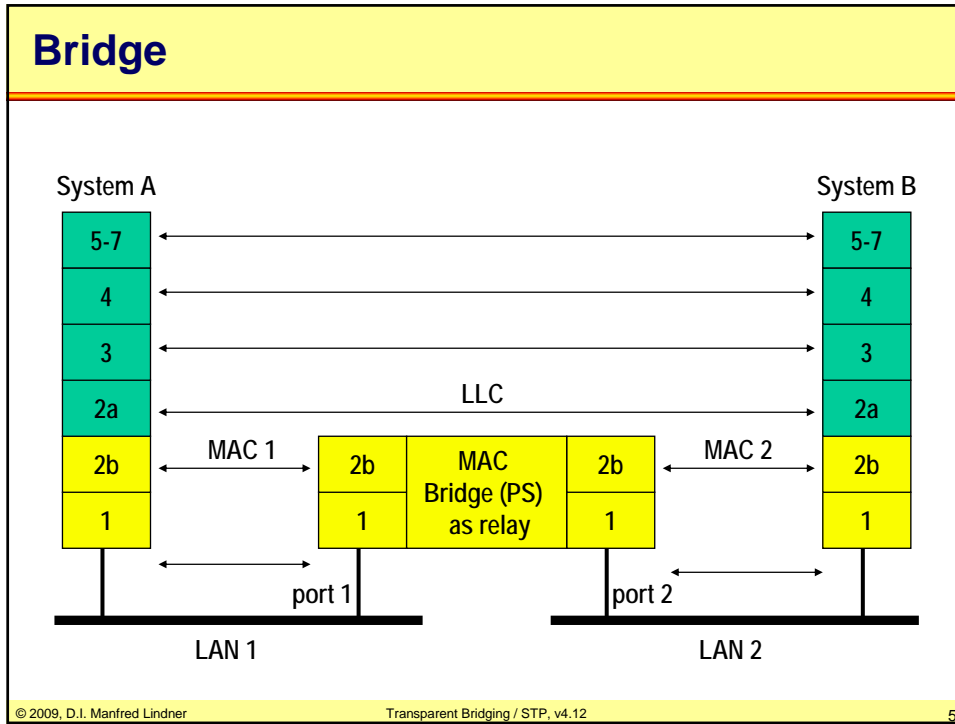 Bridge
System A
System B
5-7
5-7
4
4
3
3
LLC
2a
2a
MAC 1
MAC 2
2b
2b
MAC
Bridge (PS)
as relay
2b
2b
1
1
1
1
port 1
port 2
LAN 1
LAN 2
© 2009, D.I. Manfred Lindner
Transparent Bridging / STP, v4.12
5